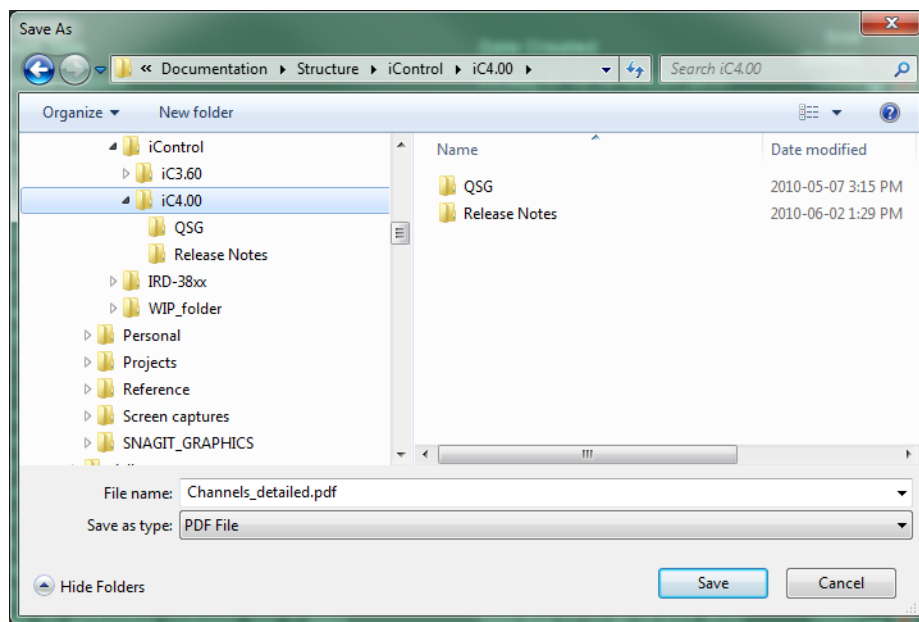 Save As
« Documentation ▸ Structure ▸ iControl ▸ iC4.00 ▸ Search iC4.00
Organize ▾ New folder
iControl
iC3.60
iC4.00
QSG
Release Notes
IRD-38xx
WIP_folder
Personal
Projects
Reference
Screen captures
SNAGIT_GRAPHICS
Name Date modified
QSG 2010-05-07 3:15 PM
Release Notes 2010-06-02 1:29 PM
File name: Channels_detailed.pdf
Save as type: PDF File
Hide Folders Save Cancel